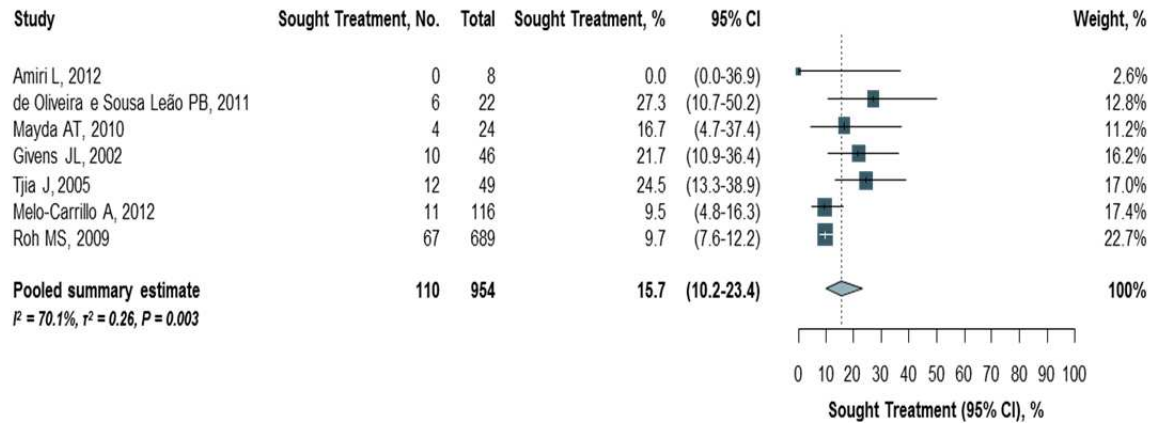 Study Sought Treatment, No. Total Sought Treatment, % 95% CI Weight, %
Amiri L, 2012 0 8 0.0 (0.0-36.9) 2.6%
de Oliveira e Sousa Leão PB, 2011 6 22 27.3 (10.7-50.2) 12.8%
Mayda AT, 2010 4 24 16.7 (4.7-37.4) 11.2%
Givens JL, 2002 10 46 21.7 (10.9-36.4) 16.2%
Tjia J, 2005 12 49 24.5 (13.3-38.9) 17.0%
Melo-Carrillo A, 2012 11 116 9.5 (4.8-16.3) 17.4%
Roh MS, 2009 67 689 9.7 (7.6-12.2) 22.7%
Pooled summary estimate 110 954 15.7 (10.2-23.4) 100%
I² = 70.1%, τ² = 0.26, P = 0.003
0 10 20 30 40 50 60 70 80 90 100
Sought Treatment (95% CI), %